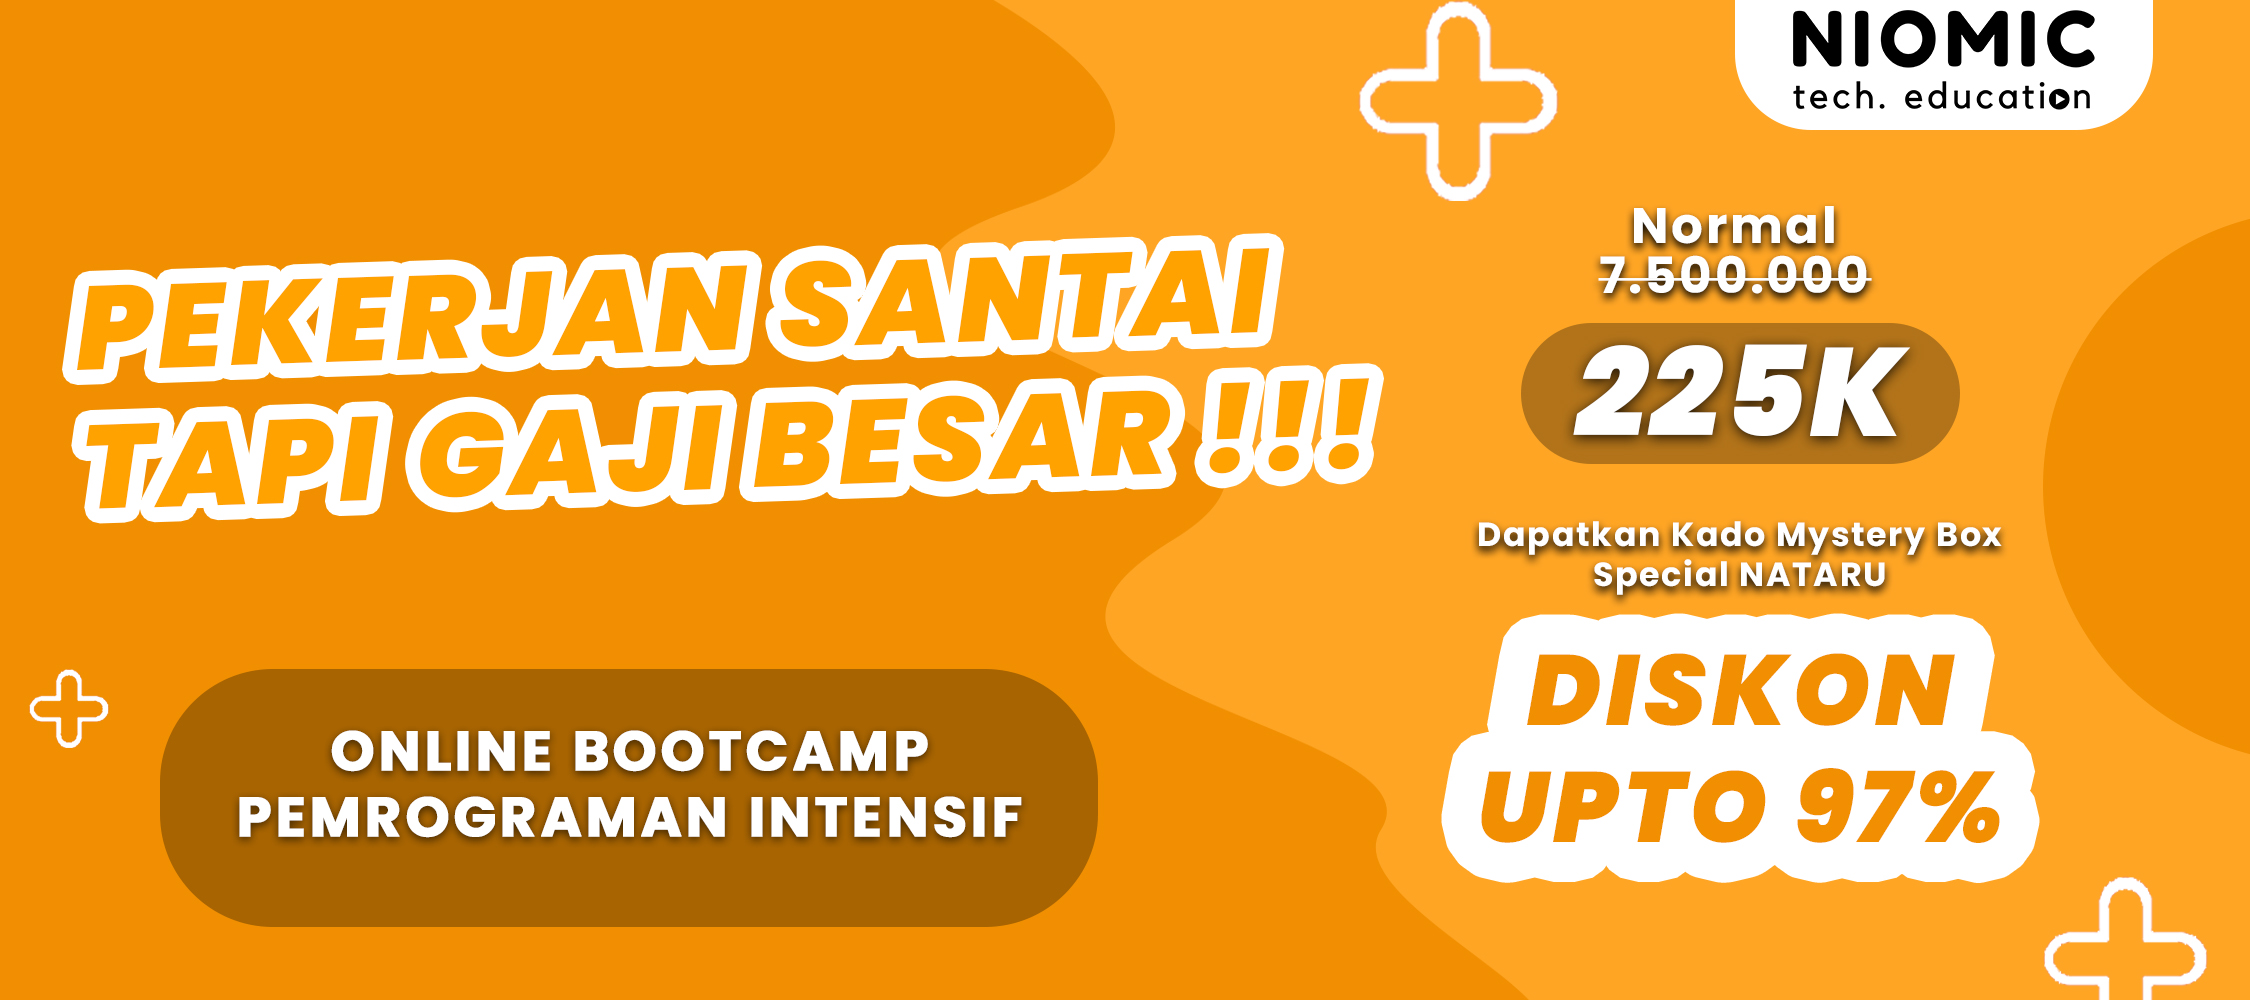 NIOMIC
tech. education
PEKERJAN SANTAI
TAPI GAJI BESAR !!!
ONLINE BOOTCAMP
PEMROGRAMAN INTENSIF
Normal
7.500.000
225K
Dapatkan Kado Mystery Box
Special NATARU
DISKON
UPTO 97%